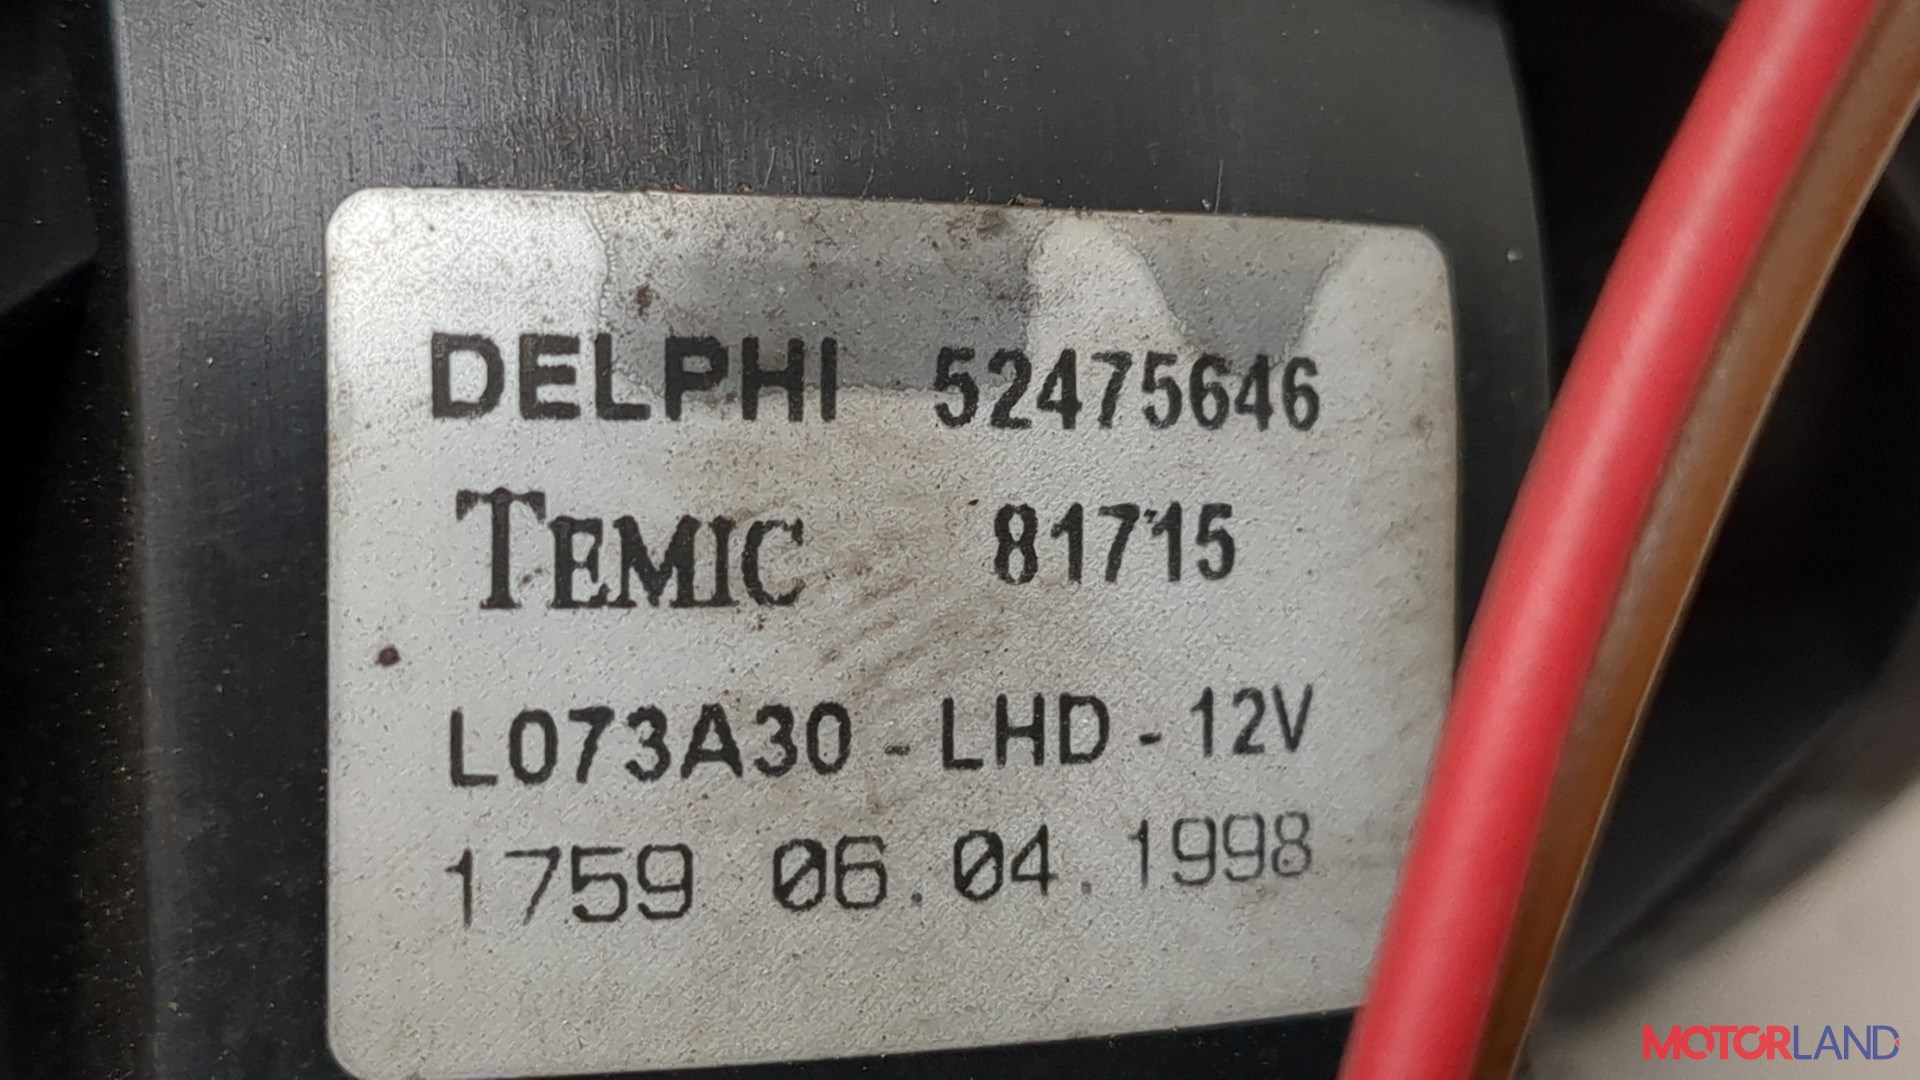 DELPHI 52475646
TEMIC 81715
L073A30 - LHD - 12V
1759 06.04.1998
MOTORLAND